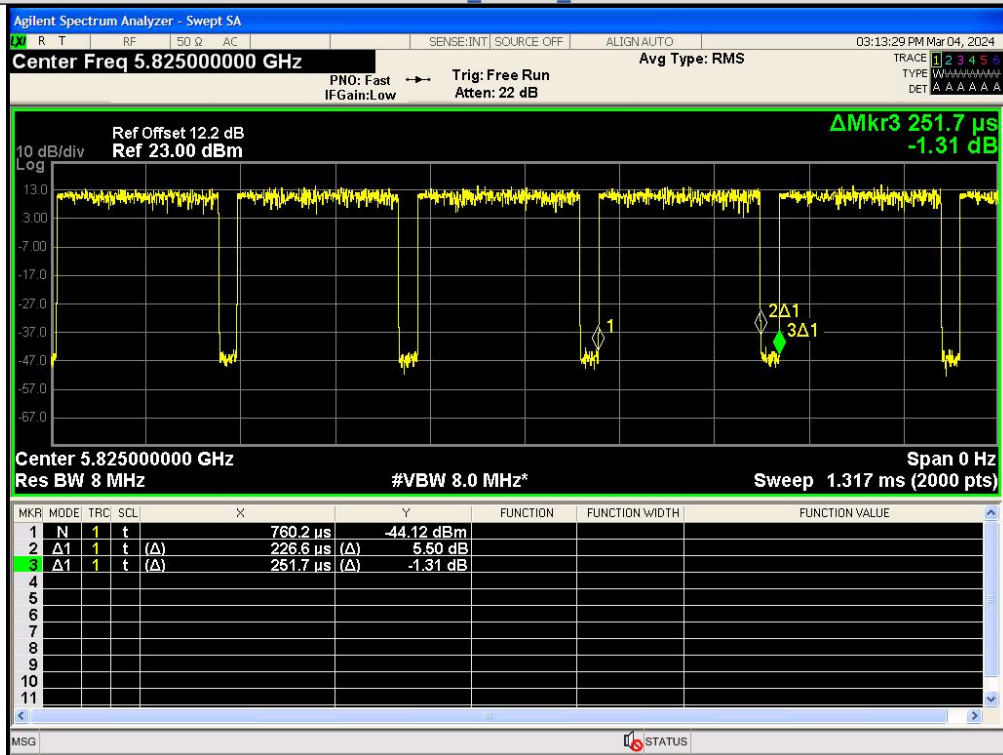 Agilent Spectrum Analyzer - Swept SA
LXI R T RF 50 Ω AC SENSE:INT SOURCE OFF ALIGN AUTO 03:13:29 PM Mar 04, 2024
Center Freq 5.825000000 GHz Avg Type: RMS TRACE 1 2 3 4 5 6
PNO: Fast Trig: Free Run TYPE W
IFGain:Low Atten: 22 dB DET A A A A A A
Ref Offset 12.2 dB ΔMkr3 251.7 µs
10 dB/div Ref 23.00 dBm -1.31 dB
Log
13.0
3.00
-7.00
-17.0
-27.0
2Δ1
-37.0 1 3Δ1
-47.0
-57.0
-67.0
Center 5.825000000 GHz Span 0 Hz
Res BW 8 MHz #VBW 8.0 MHz* Sweep 1.317 ms (2000 pts)
MKR MODE TRC SCL X Y FUNCTION FUNCTION WIDTH FUNCTION VALUE
1 N 1 t 760.2 µs -44.12 dBm
2 Δ1 1 t (Δ) 226.6 µs (Δ) 5.50 dB
3 Δ1 1 t (Δ) 251.7 µs (Δ) -1.31 dB
4
5
6
7
8
9
10
11
MSG STATUS